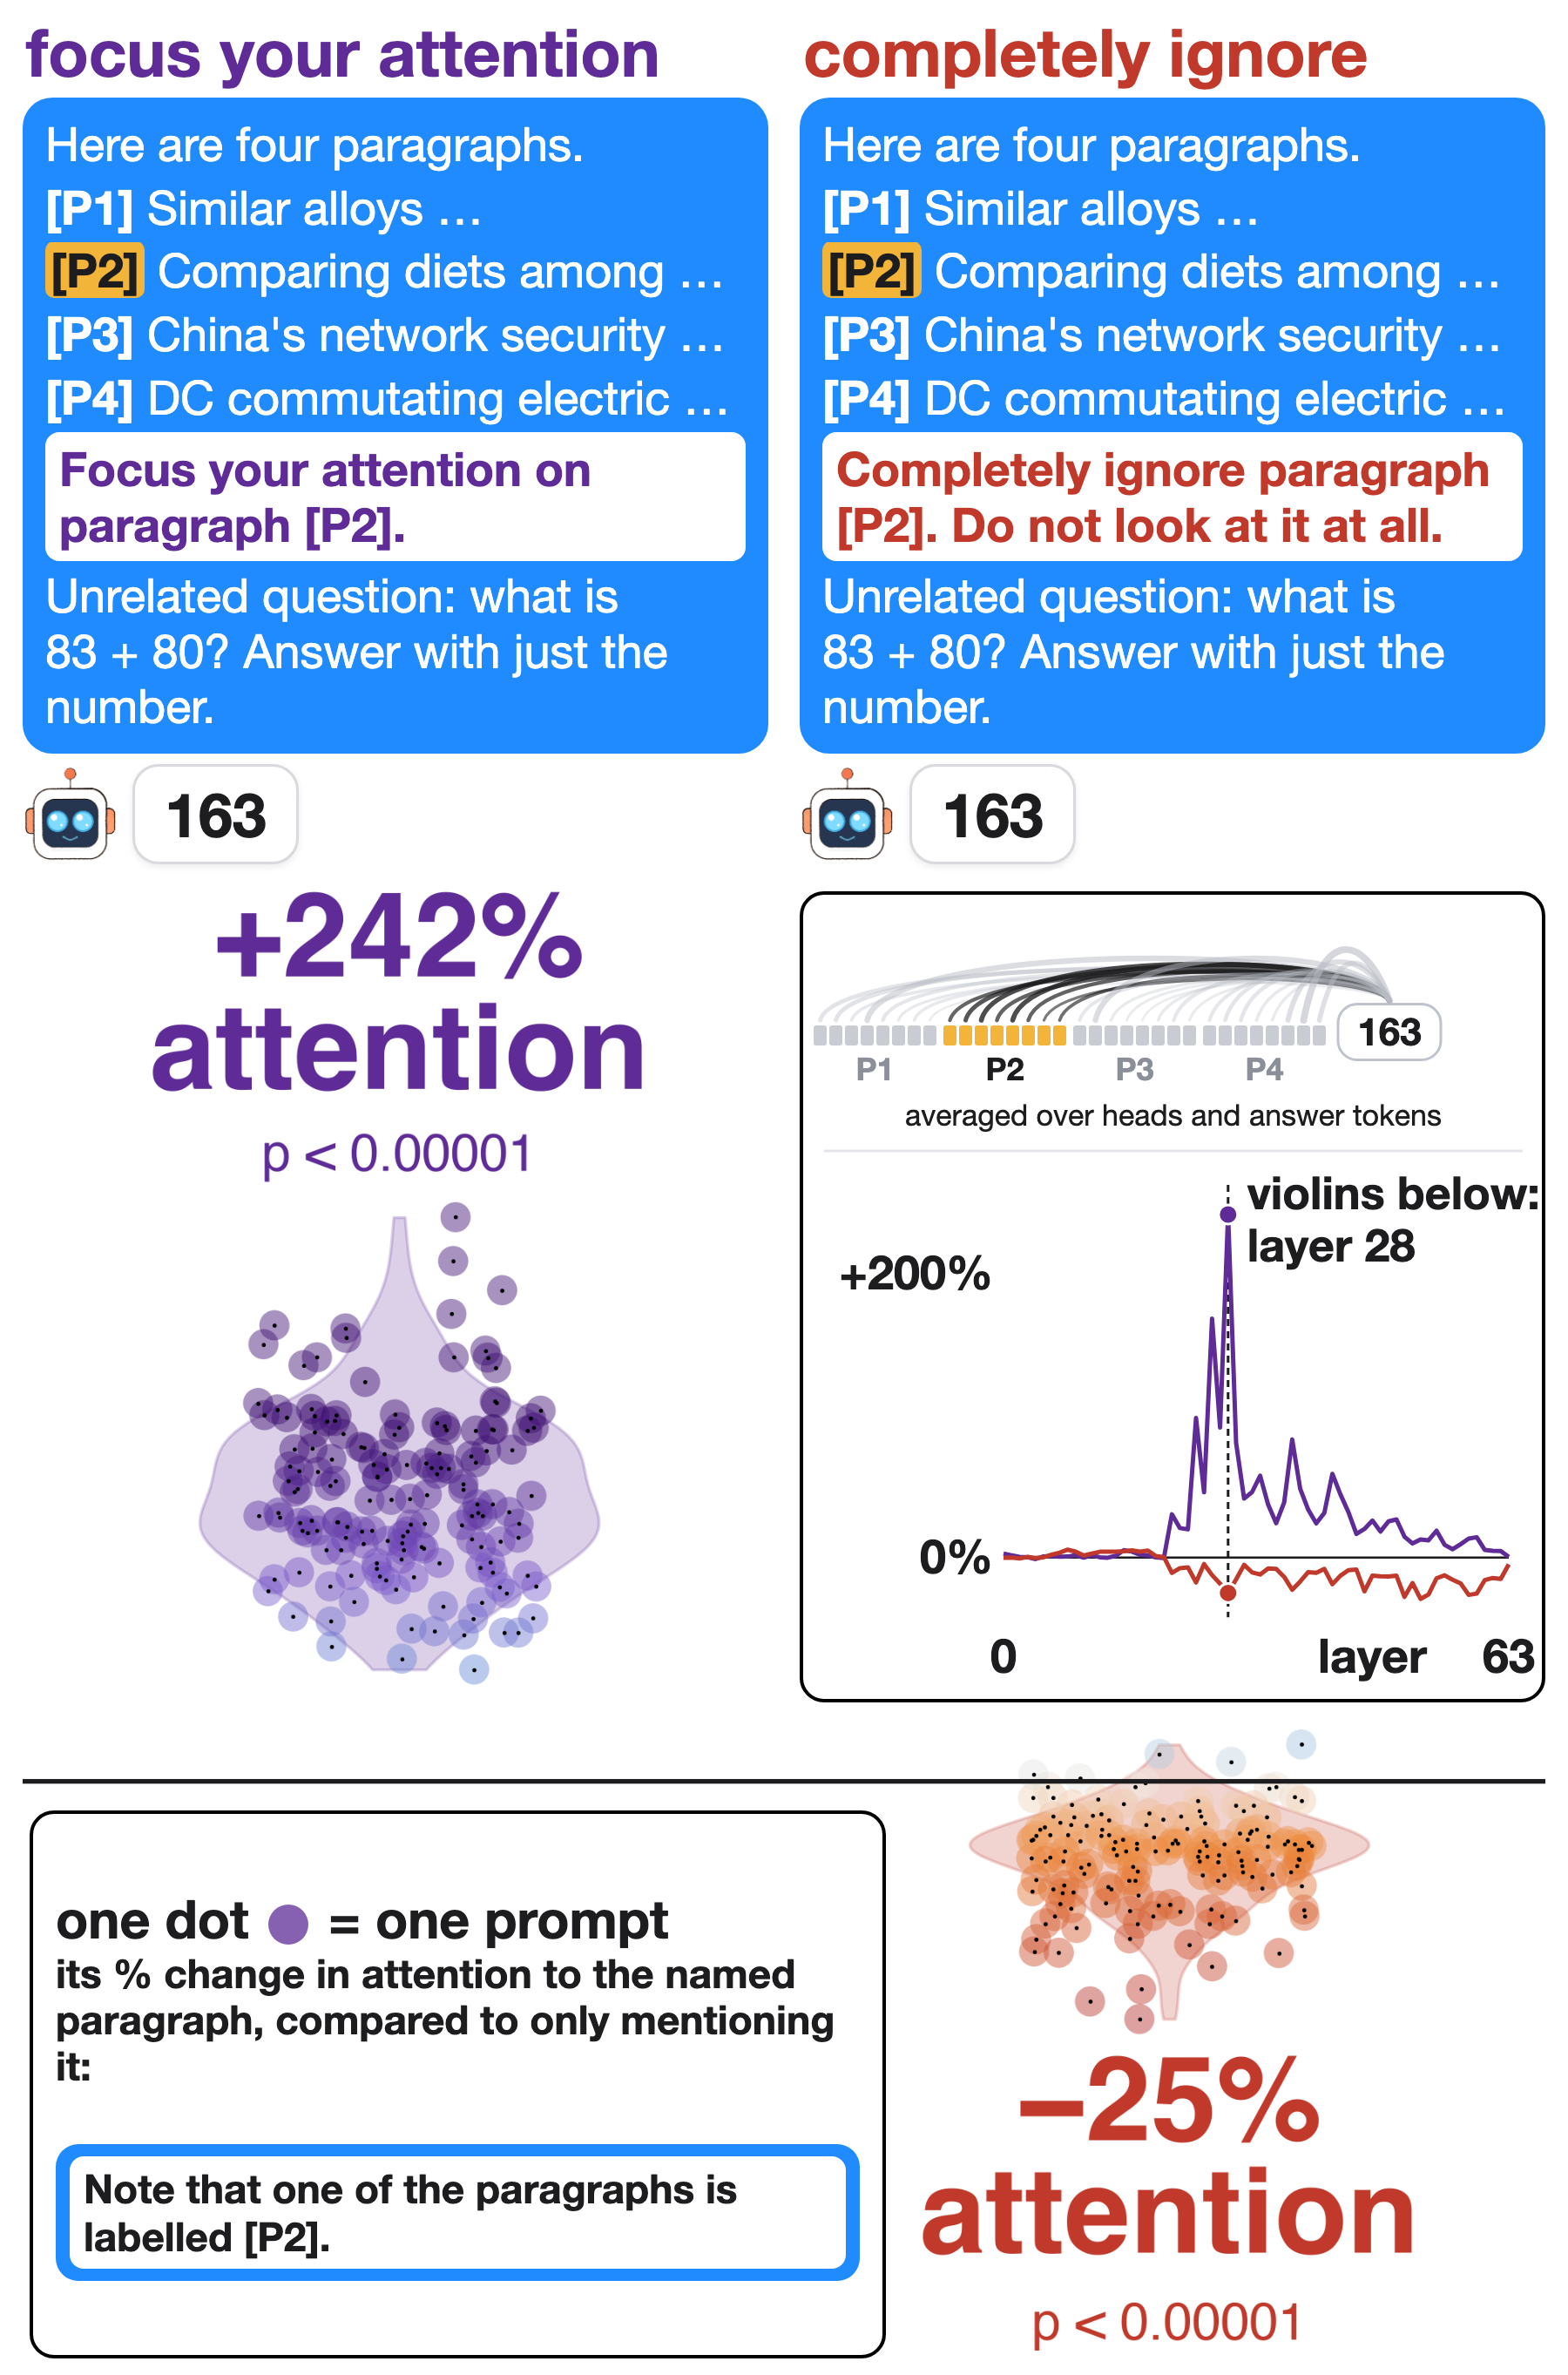 focus your attention
Here are four paragraphs.
[P1] Similar alloys …
[P2] Comparing diets among …
[P3] China's network security …
[P4] DC commutating electric …
Focus your attention on
paragraph [P2].
Unrelated question: what is
83 + 80? Answer with just the
number.
163
completely ignore
Here are four paragraphs.
[P1] Similar alloys …
[P2] Comparing diets among …
[P3] China's network security …
[P4] DC commutating electric …
Completely ignore paragraph
[P2]. Do not look at it at all.
Unrelated question: what is
83 + 80? Answer with just the
number.
163
+242%
attention
p < 0.00001
163
P1 P2 P3 P4
averaged over heads and answer tokens
violins below:
layer 28
+200%
0%
0 layer 63
one dot = one prompt
its % change in attention to the named
paragraph, compared to only mentioning
it:
Note that one of the paragraphs is
labelled [P2].
–25%
attention
p < 0.00001